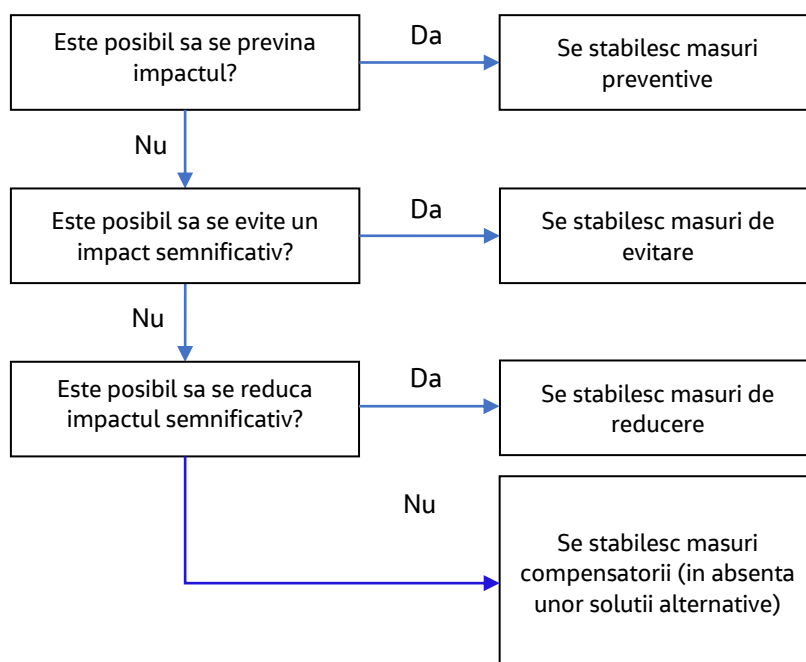 Este posibil sa se previna
impactul?
Da
Se stabilesc masuri
preventive
Nu
Este posibil sa se evite un
impact semnificativ?
Da
Se stabilesc masuri de
evitare
Nu
Este posibil sa se reduca
impactul semnificativ?
Da
Se stabilesc masuri de
reducere
Nu
Se stabilesc masuri
compensatorii (in absenta
unor solutii alternative)